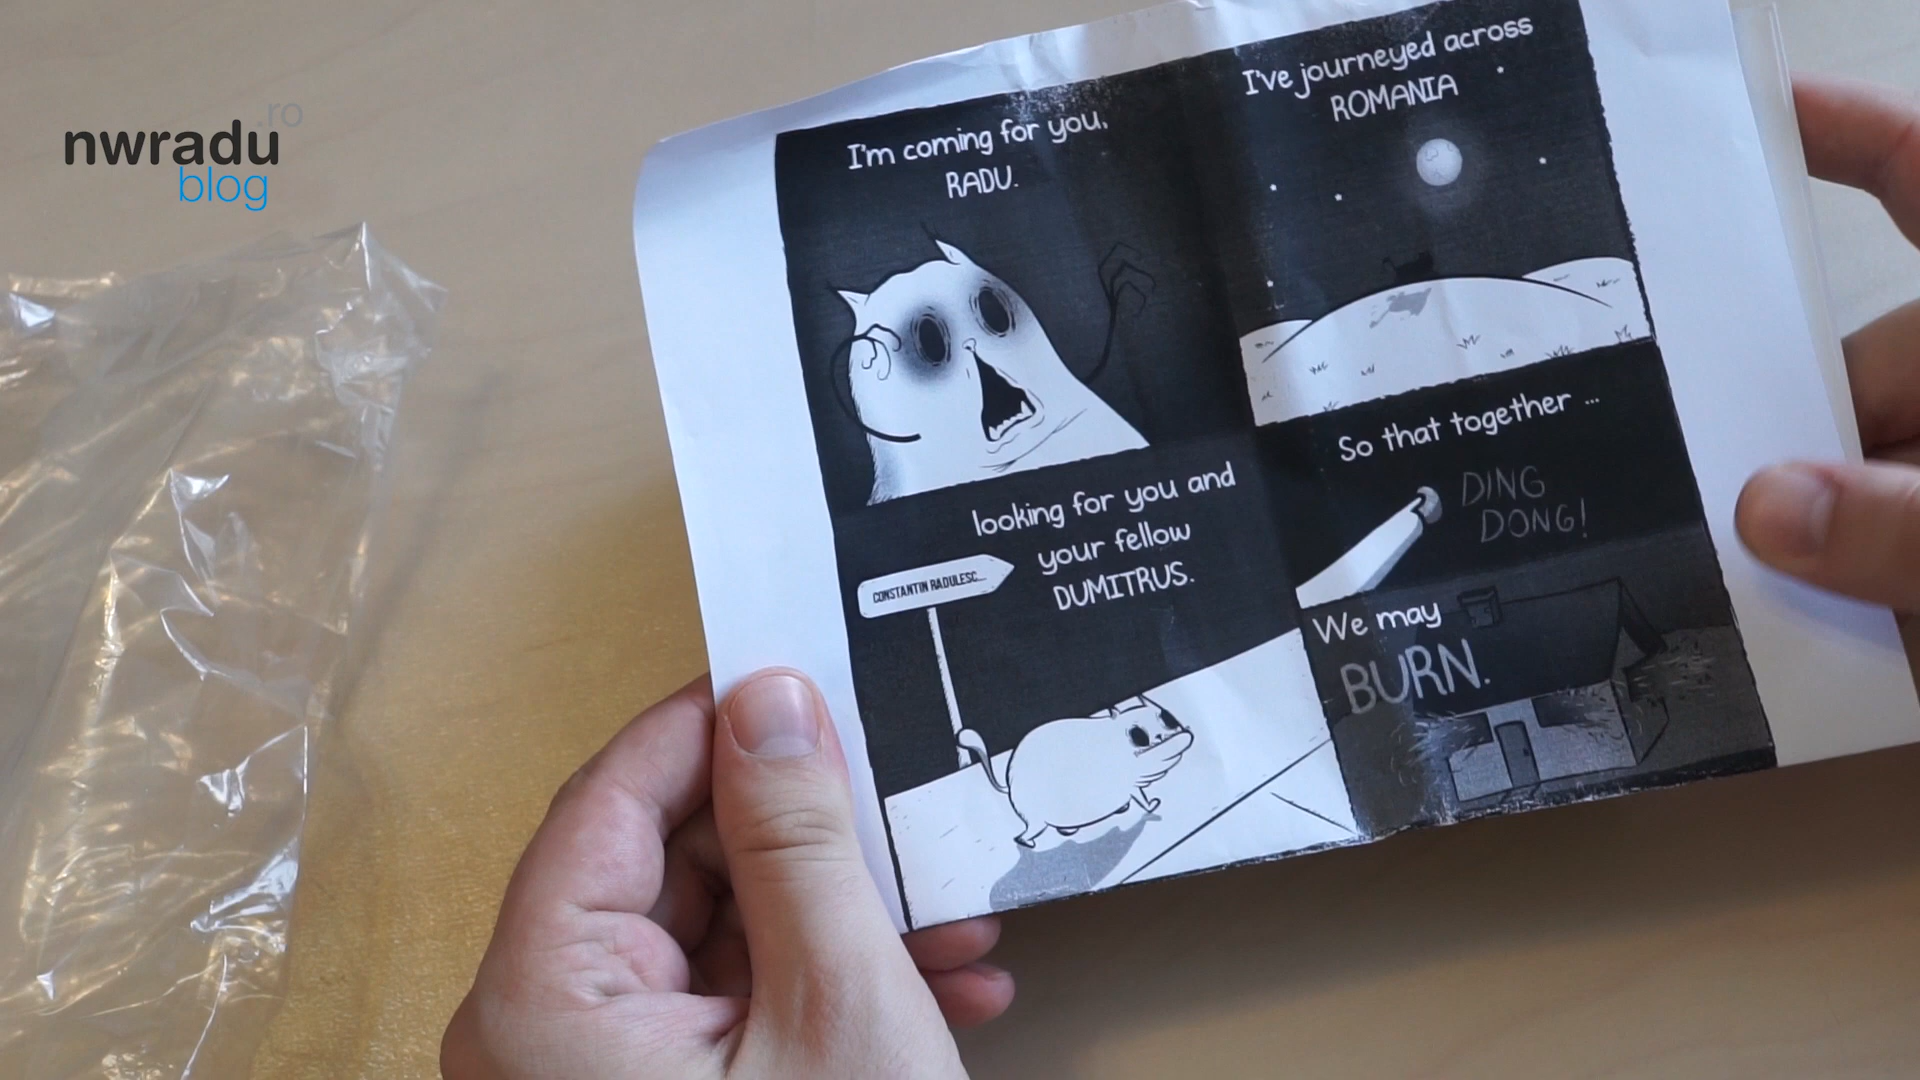 .ro
nwradu
blog
I'm coming for you,
RADU.
I've journeyed across
ROMANIA
looking for you and
your fellow
DUMITRUS.
CONSTANTIN RADULESC...
So that together ...
DING
DONG!
We may
BURN.